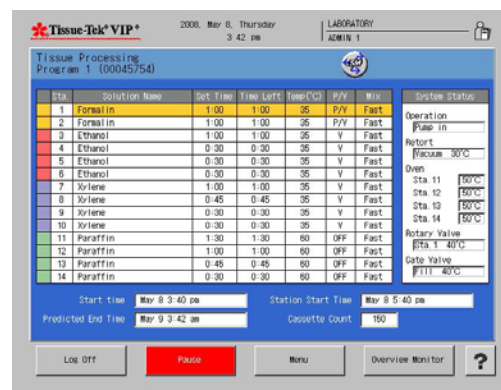 Tissue-Tek® VIP®
2008, May 8, Thursday
3:42 pm
LABORATORY
ADMIN 1
Tissue Processing
Program 1 (00045754)
Sta. Solution Name Set Time Time Left Temp(°C) P/V Mix
1 Formalin 1:00 1:00 35 P/V Fast
2 Formalin 1:00 1:00 35 P/V Fast
3 Ethanol 1:00 1:00 35 V Fast
4 Ethanol 0:30 0:30 35 V Fast
5 Ethanol 0:30 0:30 35 V Fast
6 Ethanol 0:30 0:30 35 V Fast
7 Xylene 1:00 1:00 35 V Fast
8 Xylene 0:45 0:45 35 V Fast
9 Xylene 0:30 0:30 35 V Fast
10 Xylene 0:30 0:30 35 V Fast
11 Paraffin 1:30 1:30 60 OFF Fast
12 Paraffin 1:00 1:00 60 OFF Fast
13 Paraffin 0:45 0:45 60 OFF Fast
14 Paraffin 0:30 0:30 60 OFF Fast
System Status
Operation
Pump in
Retort
Vacuum 30°C
Oven
Sta. 11 50°C
Sta. 12 50°C
Sta. 13 50°C
Sta. 14 50°C
Rotary Valve
Sta. 1 40°C
Gate Valve
Fill 40°C
Start time May 8 3:40 pm
Station Start Time May 8 5:40 pm
Predicted End Time May 9 3:42 am
Cassette Count 150
Log Off
Pause
Menu
Overview Monitor
?